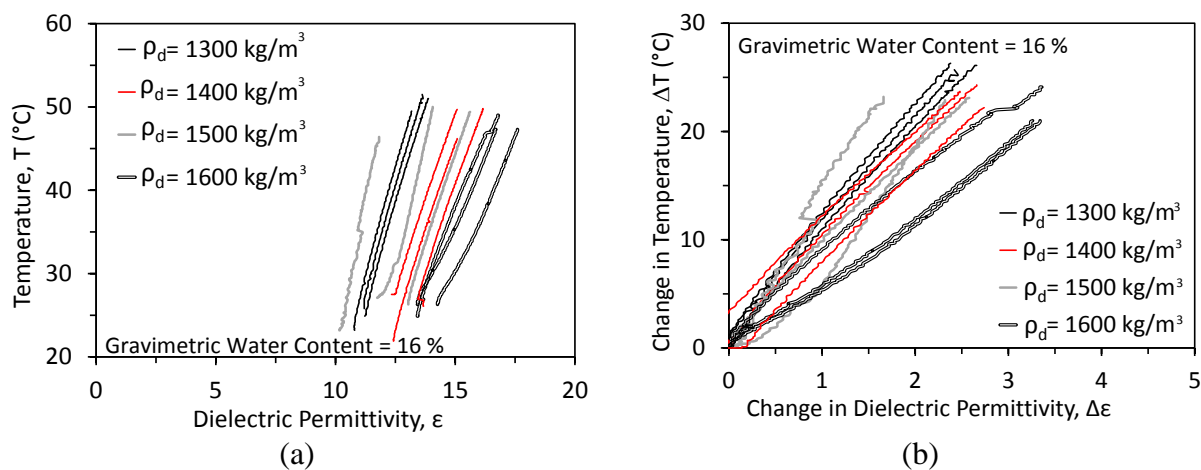 60
50
40
30
20
Temperature, T (°C)
ρd= 1300 kg/m³
ρd= 1400 kg/m³
ρd= 1500 kg/m³
ρd= 1600 kg/m³
Gravimetric Water Content = 16 %
0 5 10 15 20
Dielectric Permittivity, ε
(a)
30
20
10
0
Change in Temperature, ΔT (°C)
Gravimetric Water Content = 16 %
ρd= 1300 kg/m³
ρd= 1400 kg/m³
ρd= 1500 kg/m³
ρd= 1600 kg/m³
0 1 2 3 4 5
Change in Dielectric Permittivity, Δε
(b)